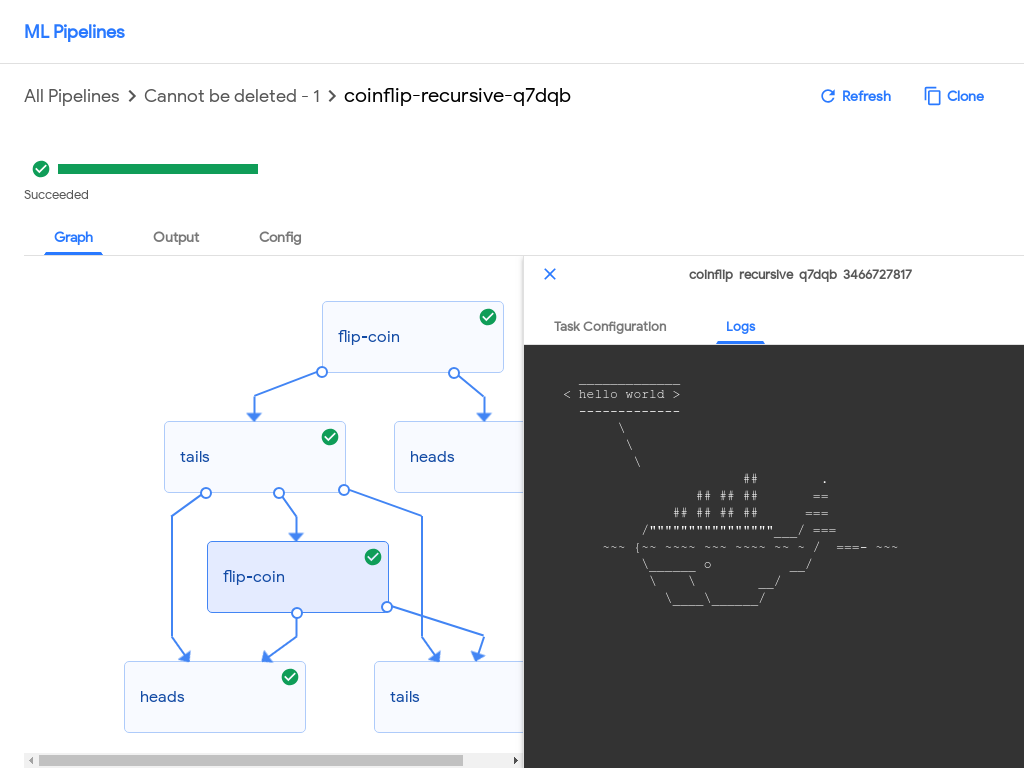 ML Pipelines
All Pipelines > Cannot be deleted - 1 > coinflip-recursive-q7dqb
Refresh
Clone
Succeeded
Graph
Output
Config
coinflip recursive q7dqb 3466727817
Task Configuration
Logs
flip-coin
tails
heads
flip-coin
heads
tails
  _____________
< hello world >
  -------------
       \
        \
         \
                       ##        .
                 ## ## ##       ==
              ## ## ## ##      ===
          /""""""""""""""""___/ ===
     ~~~ {~~ ~~~~ ~~~ ~~~~ ~~ ~ /  ===- ~~~
          \______ o          __/
           \    \        __/
             \____\______/